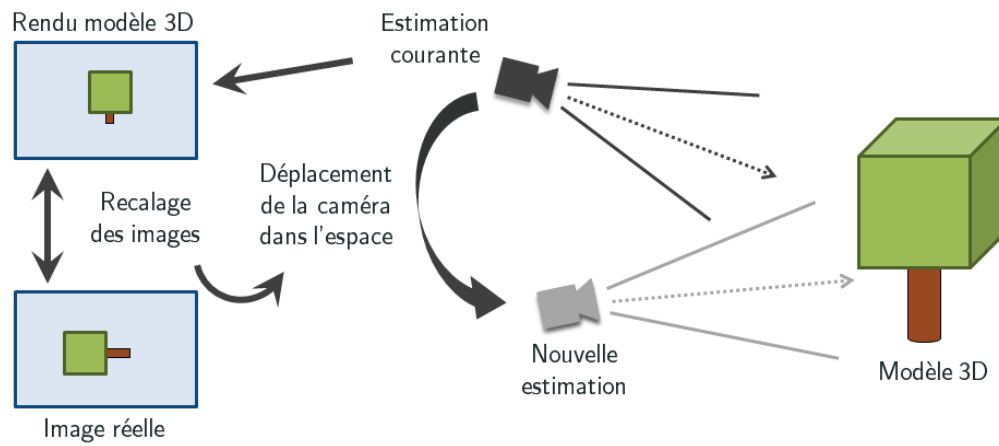 Rendu modèle 3D
Estimation
courante
Recalage
des images
Déplacement
de la caméra
dans l'espace
Nouvelle
estimation
Modèle 3D
Image réelle